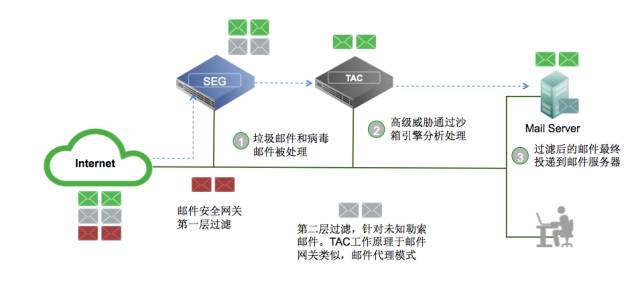 SEG
TAC
1
垃圾邮件和病毒
邮件被处理
2
高级威胁通过沙
箱引擎分析处理
Mail Server
3
过滤后的邮件最终
投递到邮件服务器
Internet
邮件安全网关
第一层过滤
第二层过滤，针对未知勒索
邮件。TAC工作原理于邮件
网关类似，邮件代理模式